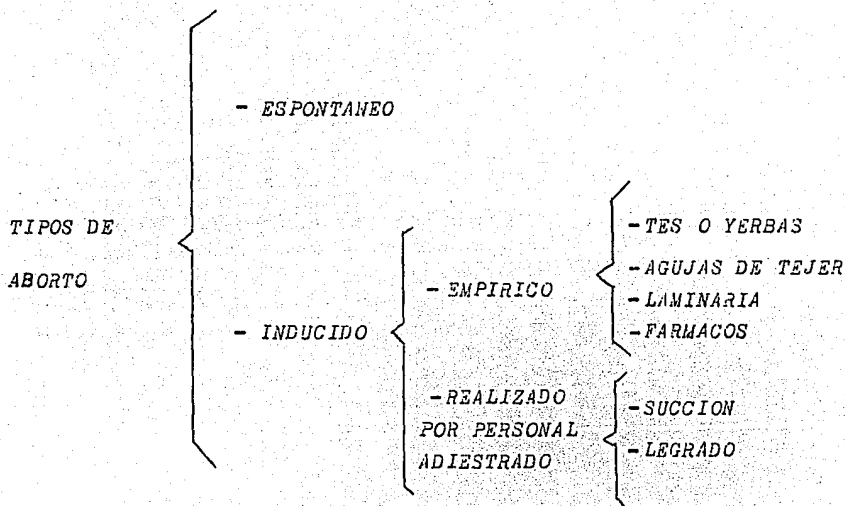 TIPOS DE
ABORTO
- ESPONTANEO
- INDUCIDO
- EMPIRICO
- TES O YERBAS
- AGUJAS DE TEJER
- LAMINARIA
- FARMACOS
- REALIZADO
POR PERSONAL
ADIESTRADO
- SUCCION
- LEGRADO